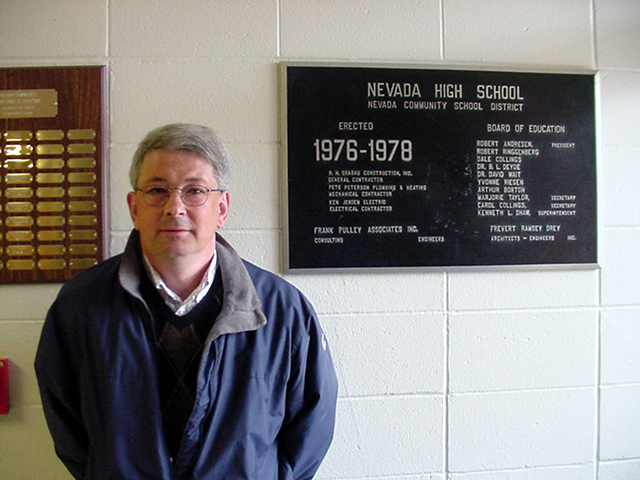 NEVADA HIGH SCHOOL
NEVADA COMMUNITY SCHOOL DISTRICT
ERECTED
1976-1978
R. H. GRABAU CONSTRUCTION, INC.
GENERAL CONTRACTOR
PETE PETERSON PLUMBING & HEATING
MECHANICAL CONTRACTOR
KEN JENSEN ELECTRIC
ELECTRICAL CONTRACTOR
FRANK PULLEY ASSOCIATES INC.
CONSULTING ENGINEERS
BOARD OF EDUCATION
ROBERT ANDRESEN, PRESIDENT
ROBERT RINGGENBERG
DALE COLLINGS
DR. B. L. DEYOE
DR. DAVID WAIT
YVONNE RIESEN
ARTHUR BORTON
MARJORIE TAYLOR, SECRETARY
CAROL COLLINGS, SECRETARY
KENNETH L. SHAW, SUPERINTENDENT
FREVERT RAMSEY DREY
ARCHITECTS - ENGINEERS INC.